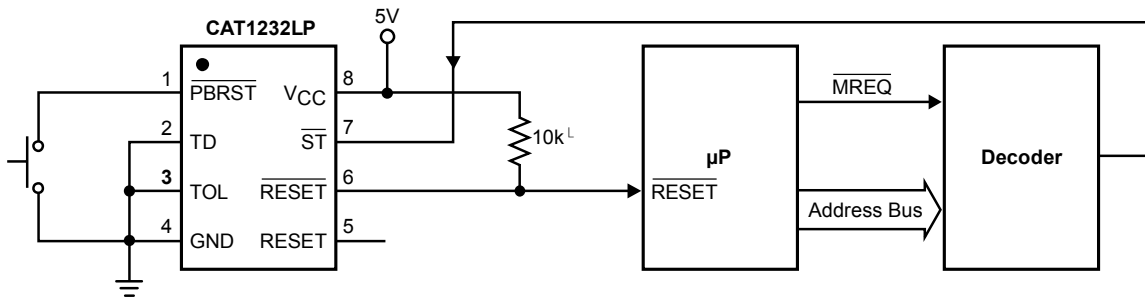 CAT1232LP
5V
1
PBRST
2
TD
3
TOL
4
GND
8
VCC
7
ST
6
RESET
5
RESET
10k
µP
RESET
MREQ
Address Bus
Decoder